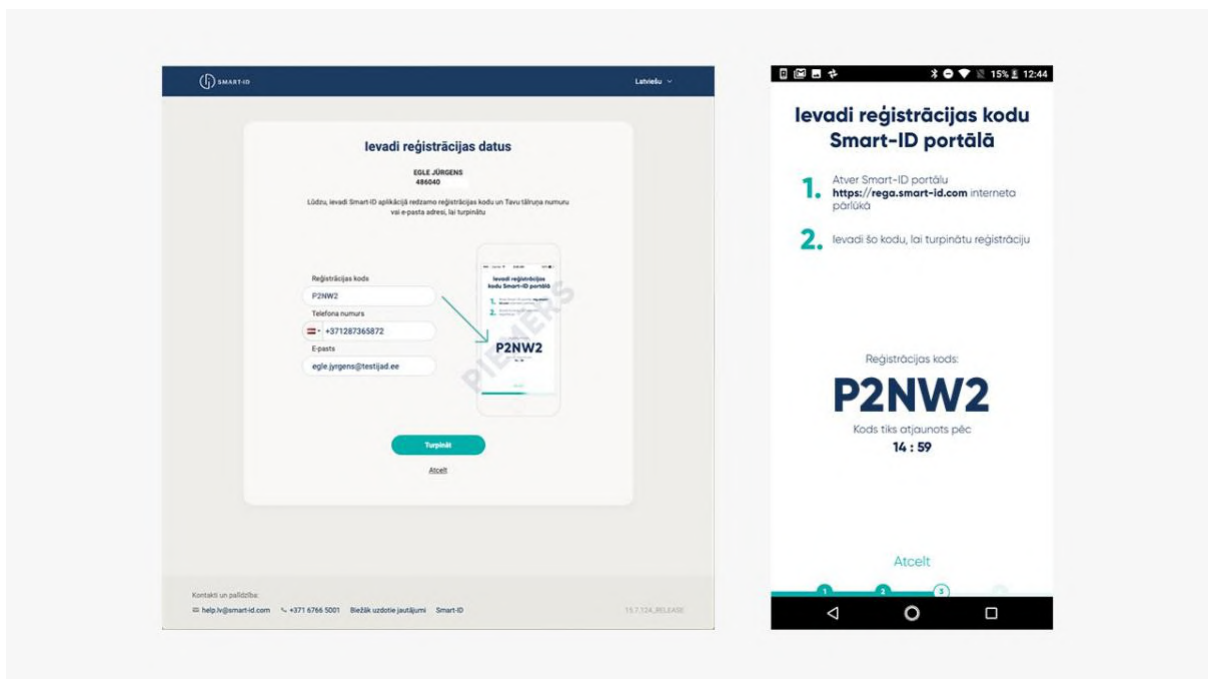 SMART-ID
Latviešu
Ievadi reģistrācijas datus
EGLE JÜRGENS
486040
Lūdzu, ievadi Smart-ID aplikācijā redzamo reģistrācijas kodu un Tavu tālruņa numuru
vai e-pasta adresi, lai turpinātu
Reģistrācijas kods
P2NW2
Telefona numurs
+371287365872
E-pasts
egle.jyrgens@testijad.ee
Ievadi reģistrācijas
kodu Smart-ID portālā
1.
2.
P2NW2
PIEMĒRS
Turpināt
Atcelt
Kontakti un palīdzība:
help.lv@smart-id.com
+371 6766 5001
Biežāk uzdotie jautājumi
Smart-ID
15.7.124_RELEASE
15% 12:44
Ievadi reģistrācijas kodu
Smart-ID portālā
1. Atver Smart-ID portālu
https://rega.smart-id.com interneta
pārlūkā
2. Ievadi šo kodu, lai turpinātu reģistrāciju
Reģistrācijas kods:
P2NW2
Kods tiks atjaunots pēc
14 : 59
Atcelt
1 2 3